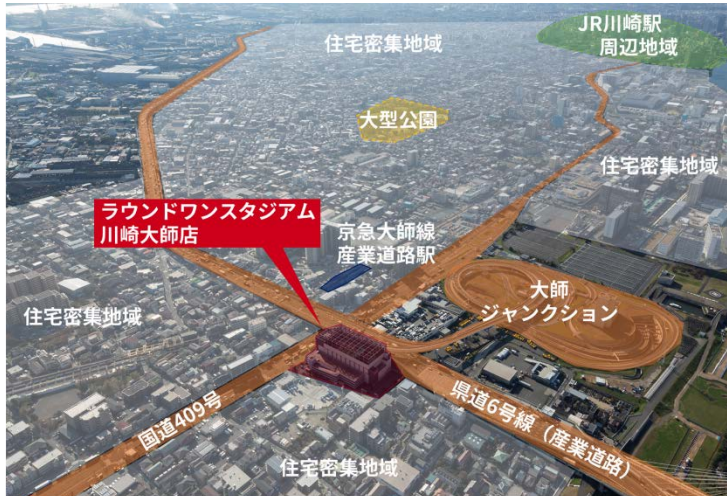 JR川崎駅
周辺地域
住宅密集地域
大型公園
住宅密集地域
ラウンドワンスタジアム
川崎大師店
京急大師線
産業道路駅
大師
ジャンクション
住宅密集地域
国道409号
県道6号線（産業道路）
住宅密集地域